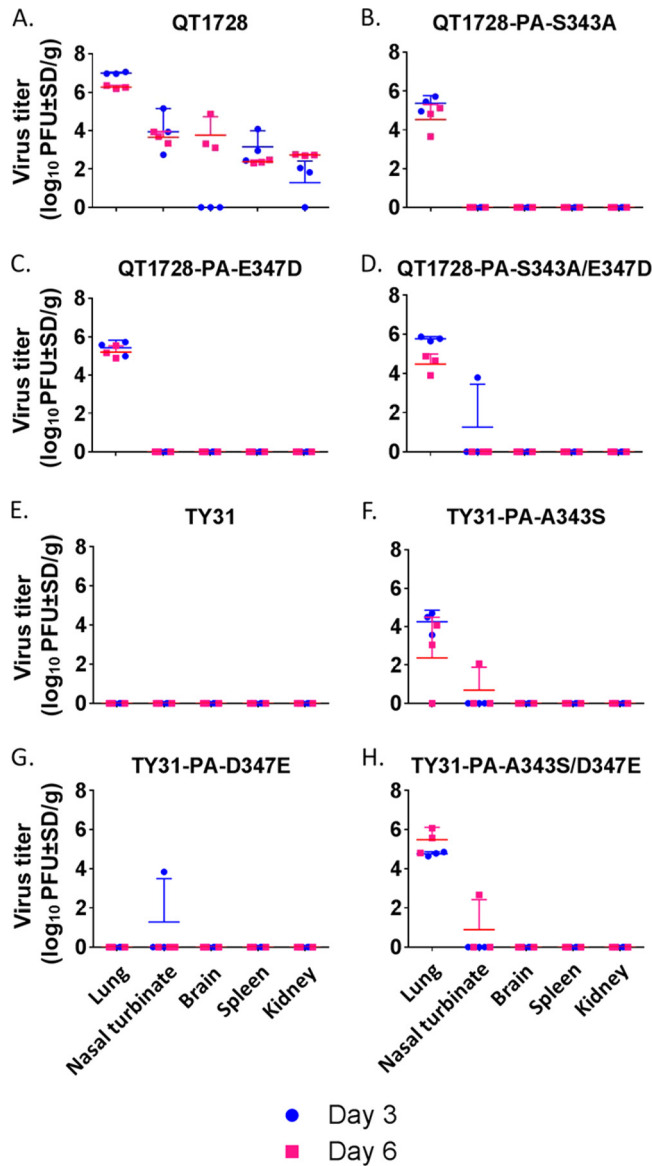 A. QT1728
B. QT1728-PA-S343A
Virus titer
(log10 PFU±SD/g)
8
6
4
2
0
8
6
4
2
0
C. QT1728-PA-E347D
D. QT1728-PA-S343A/E347D
Virus titer
(log10 PFU±SD/g)
8
6
4
2
0
8
6
4
2
0
E. TY31
F. TY31-PA-A343S
Virus titer
(log10 PFU±SD/g)
8
6
4
2
0
8
6
4
2
0
G. TY31-PA-D347E
H. TY31-PA-A343S/D347E
Virus titer
(log10 PFU±SD/g)
8
6
4
2
0
8
6
4
2
0
Lung
Nasal turbinate
Brain
Spleen
Kidney
Lung
Nasal turbinate
Brain
Spleen
Kidney
Day 3
Day 6